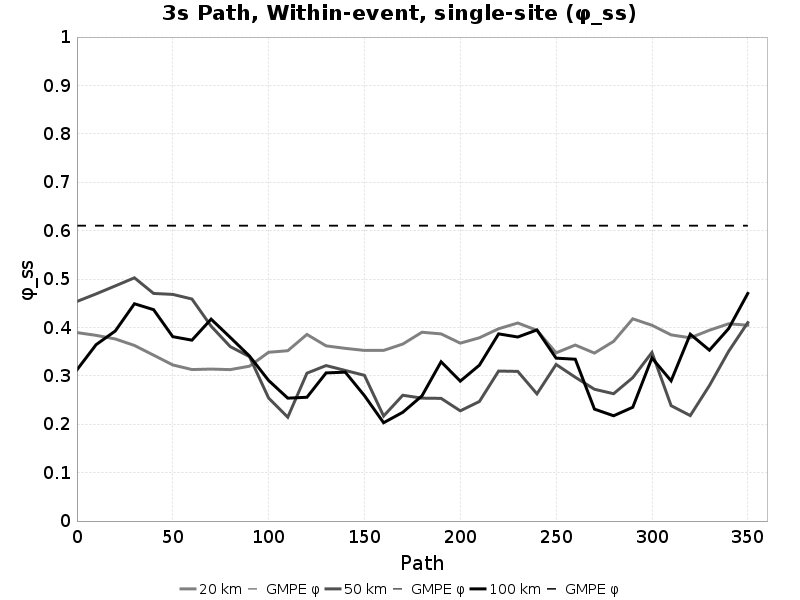 3s Path, Within-event, single-site (φ_ss)
1
0.9
0.8
0.7
0.6
0.5
0.4
0.3
0.2
0.1
0
φ_ss
0 50 100 150 200 250 300 350
Path
20 km GMPE φ 50 km GMPE φ 100 km GMPE φ